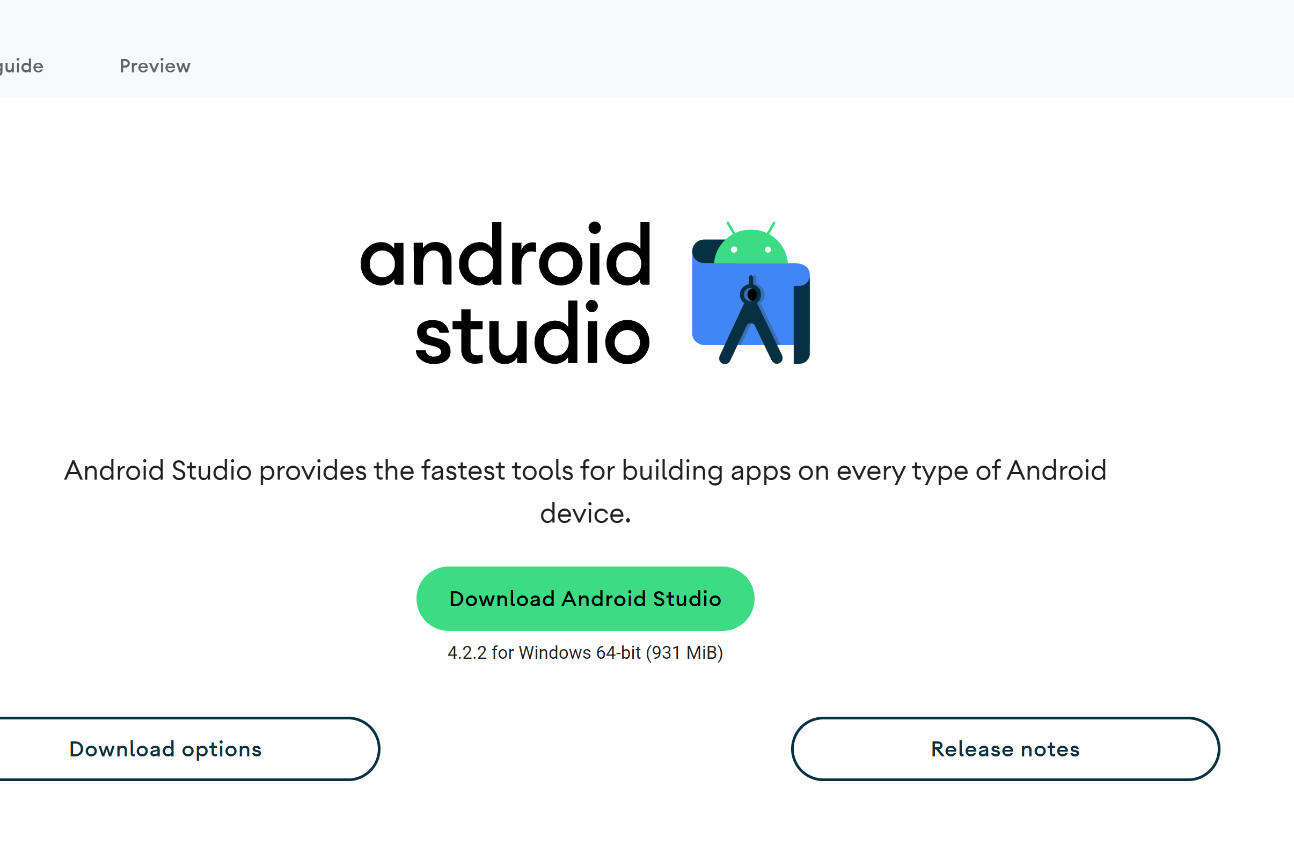 guide
Preview
android
studio
Android Studio provides the fastest tools for building apps on every type of Android
device.
Download Android Studio
4.2.2 for Windows 64-bit (931 MiB)
Download options
Release notes